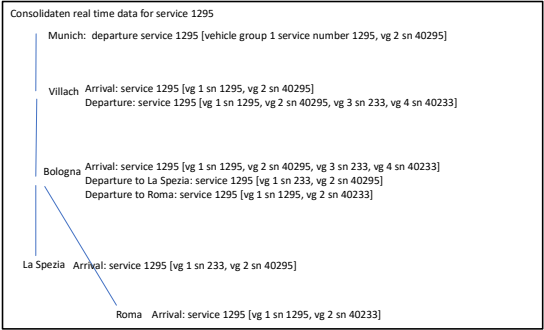 Consolidaten real time data for service 1295
Munich: departure service 1295 [vehicle group 1 service number 1295, vg 2 sn 40295]
Villach
Arrival: service 1295 [vg 1 sn 1295, vg 2 sn 40295]
Departure: service 1295 [vg 1 sn 1295, vg 2 sn 40295, vg 3 sn 233, vg 4 sn 40233]
Bologna
Arrival: service 1295 [vg 1 sn 1295, vg 2 sn 40295, vg 3 sn 233, vg 4 sn 40233]
Departure to La Spezia: service 1295 [vg 1 sn 233, vg 2 sn 40295]
Departure to Roma: service 1295 [vg 1 sn 1295, vg 2 sn 40233]
La Spezia Arrival: service 1295 [vg 1 sn 233, vg 2 sn 40295]
Roma Arrival: service 1295 [vg 1 sn 1295, vg 2 sn 40233]